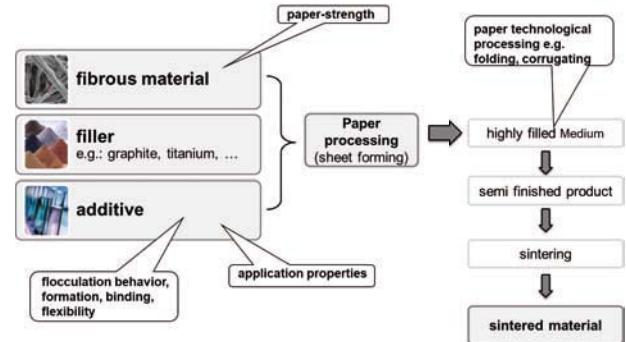 paper-strength
fibrous material
filler
e.g.: graphite, titanium, ...
additive
flocculation behavior,
formation, binding,
flexibility
application properties
Paper
processing
(sheet forming)
paper technological
processing e.g.
folding, corrugating
highly filled Medium
semi finished product
sintering
sintered material